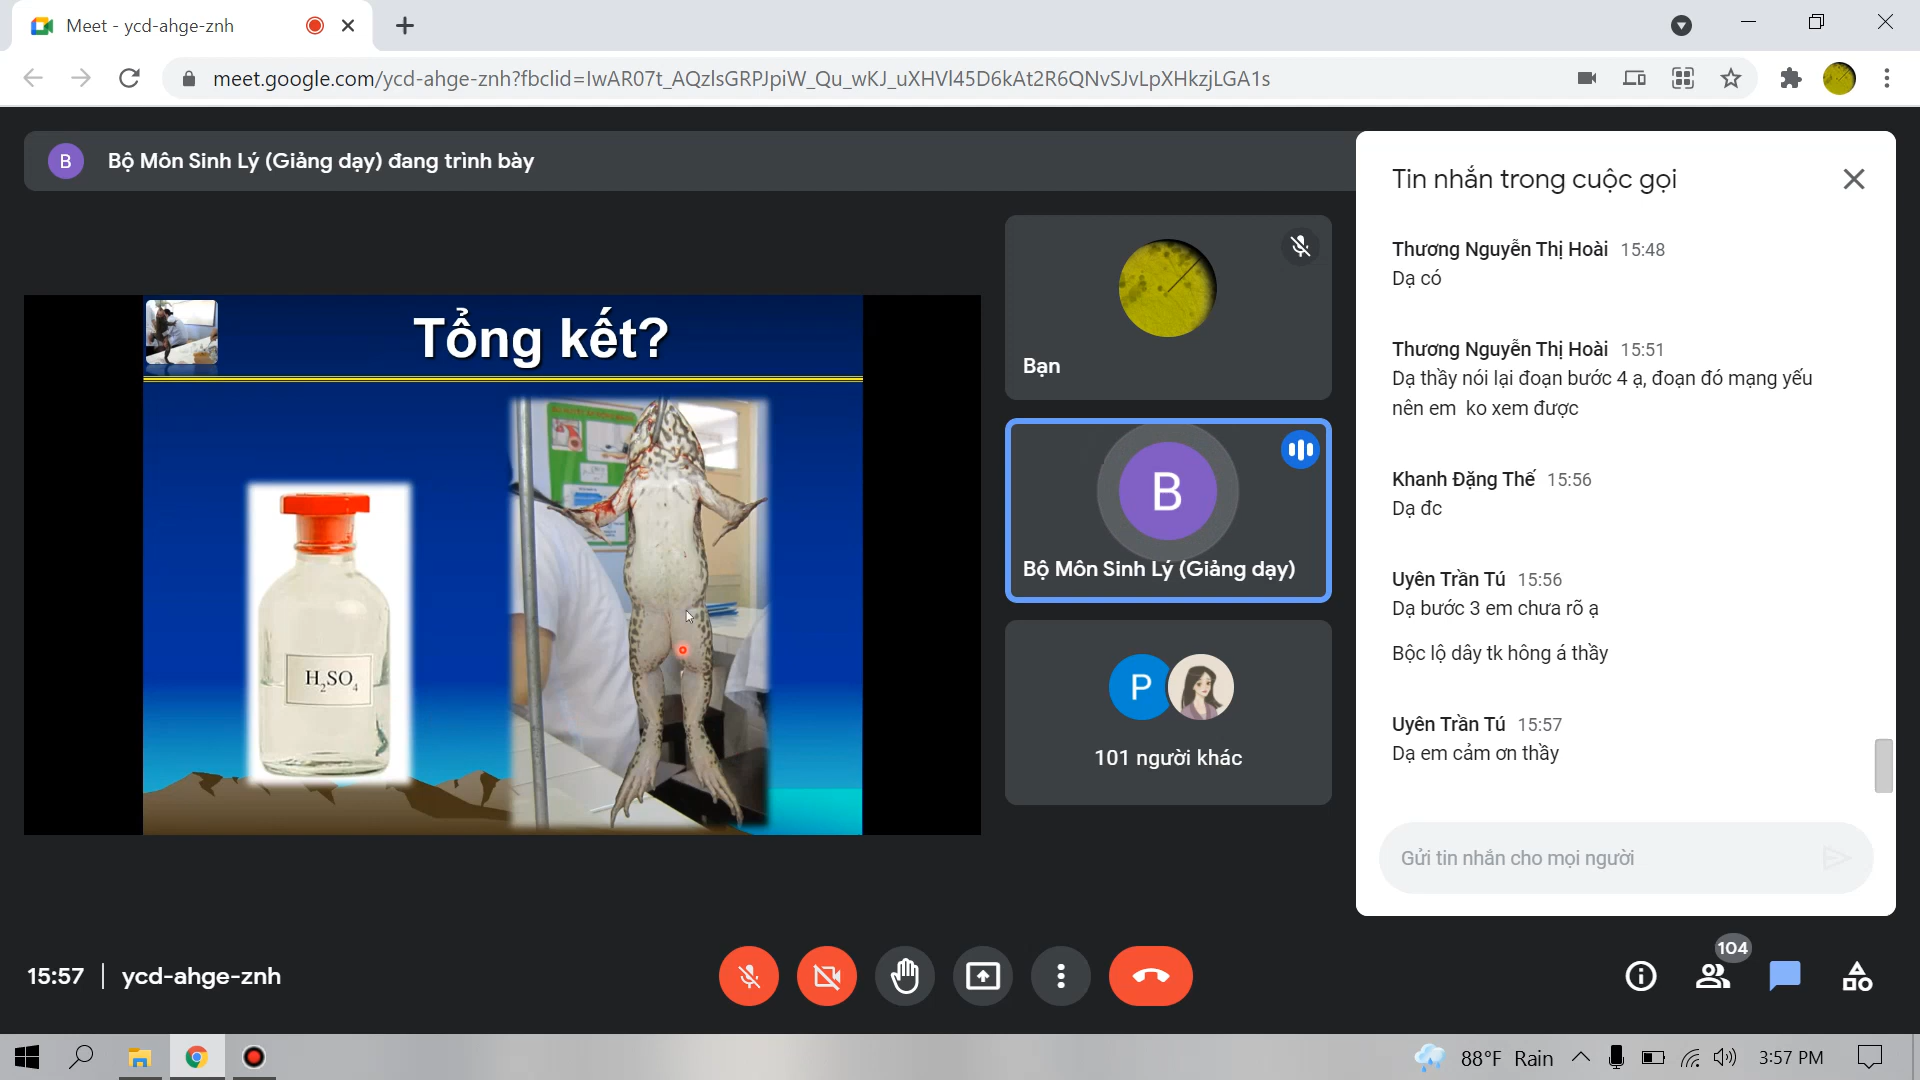 Meet - ycd-ahge-znh
meet.google.com/ycd-ahge-znh?fbclid=IwAR07t_AQzlsGRPJpiW_Qu_wKJ_uXHVl45D6kAt2R6QNvSJvLpXHkzjLGA1s
B
Bộ Môn Sinh Lý (Giảng dạy) đang trình bày
Tổng kết?
H2SO4
Bạn
B
Bộ Môn Sinh Lý (Giảng dạy)
P
101 người khác
Tin nhắn trong cuộc gọi
Thương Nguyễn Thị Hoài 15:48
Dạ có
Thương Nguyễn Thị Hoài 15:51
Dạ thầy nói lại đoạn bước 4 ạ, đoạn đó mạng yếu
nên em ko xem được
Khanh Đặng Thế 15:56
Dạ đc
Uyên Trần Tú 15:56
Dạ bước 3 em chưa rõ ạ
Bộc lộ dây tk hông á thầy
Uyên Trần Tú 15:57
Dạ em cảm ơn thầy
Gửi tin nhắn cho mọi người
15:57 | ycd-ahge-znh
104
88°F Rain
3:57 PM